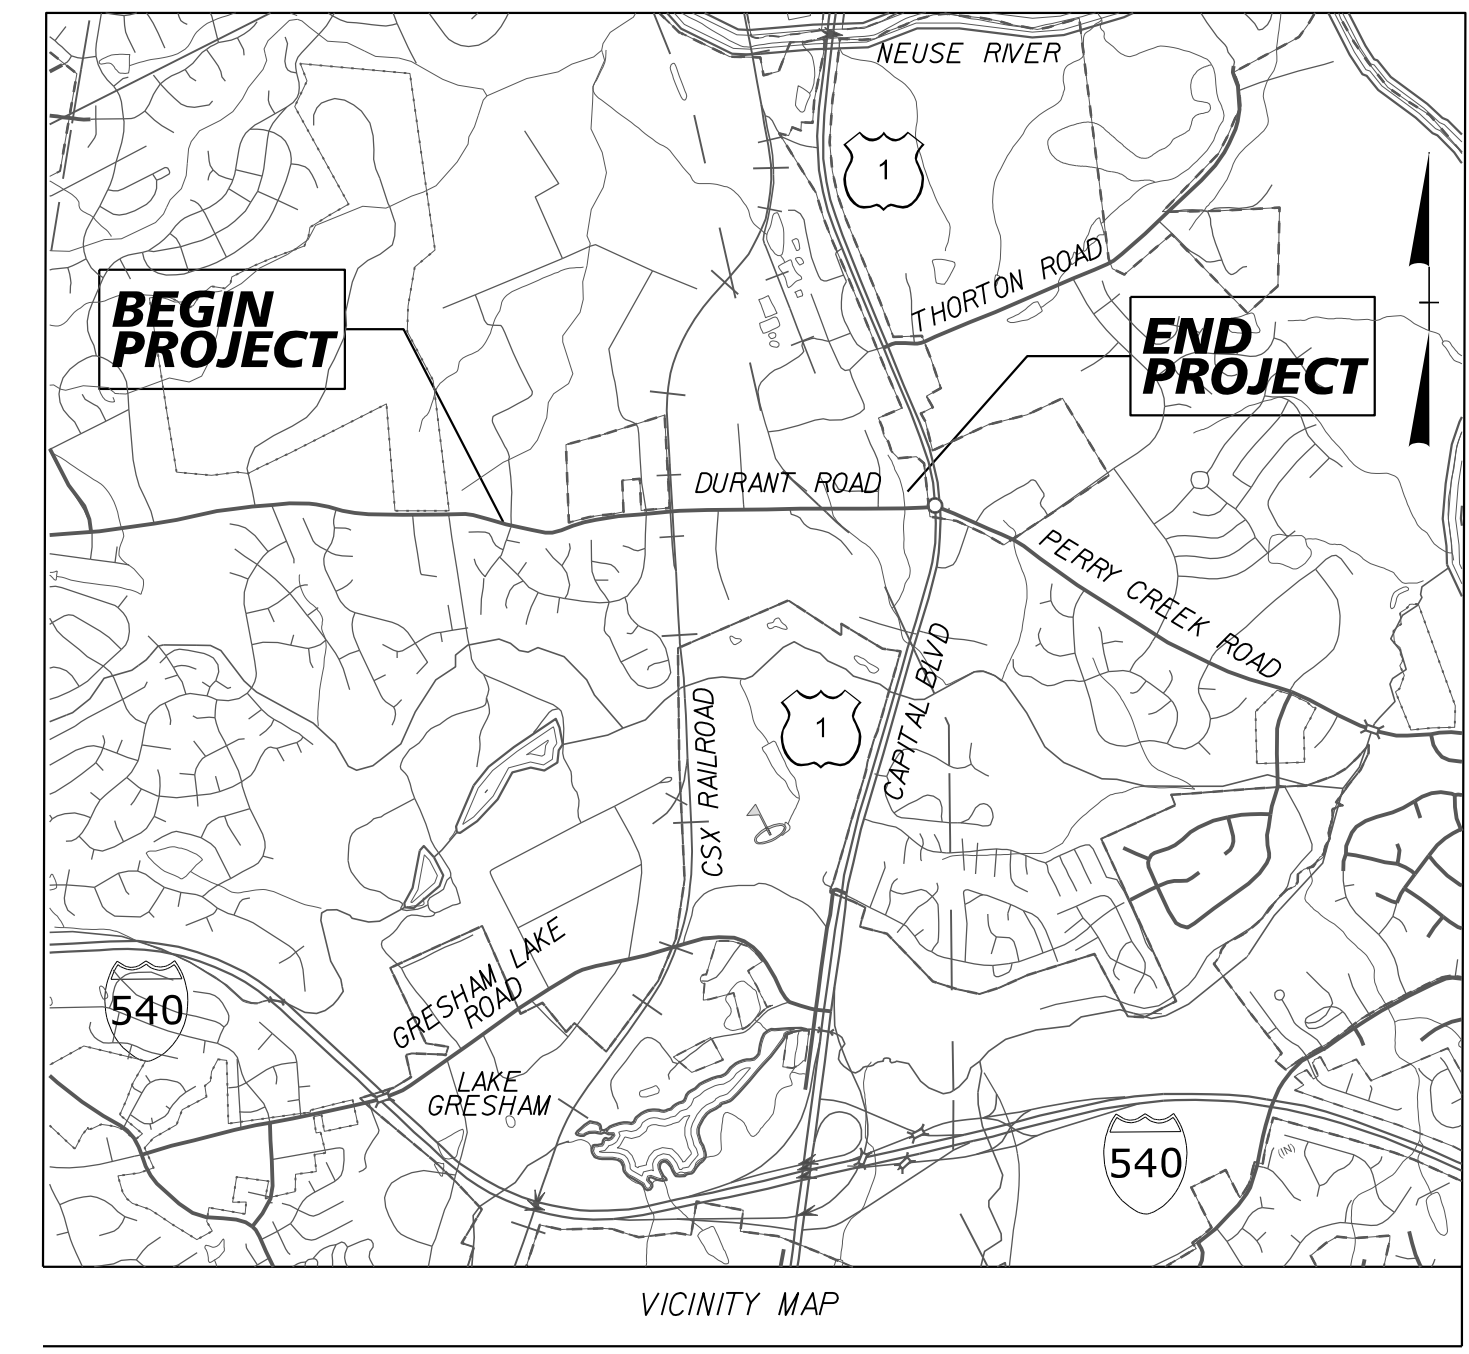 NEUSE RIVER
1
THORTON ROAD
BEGIN
PROJECT
END
PROJECT
DURANT ROAD
PERRY CREEK ROAD
CAPITAL BLVD
CSX RAILROAD
1
GRESHAM LAKE
ROAD
540
LAKE
GRESHAM
540
(IN)
VICINITY MAP